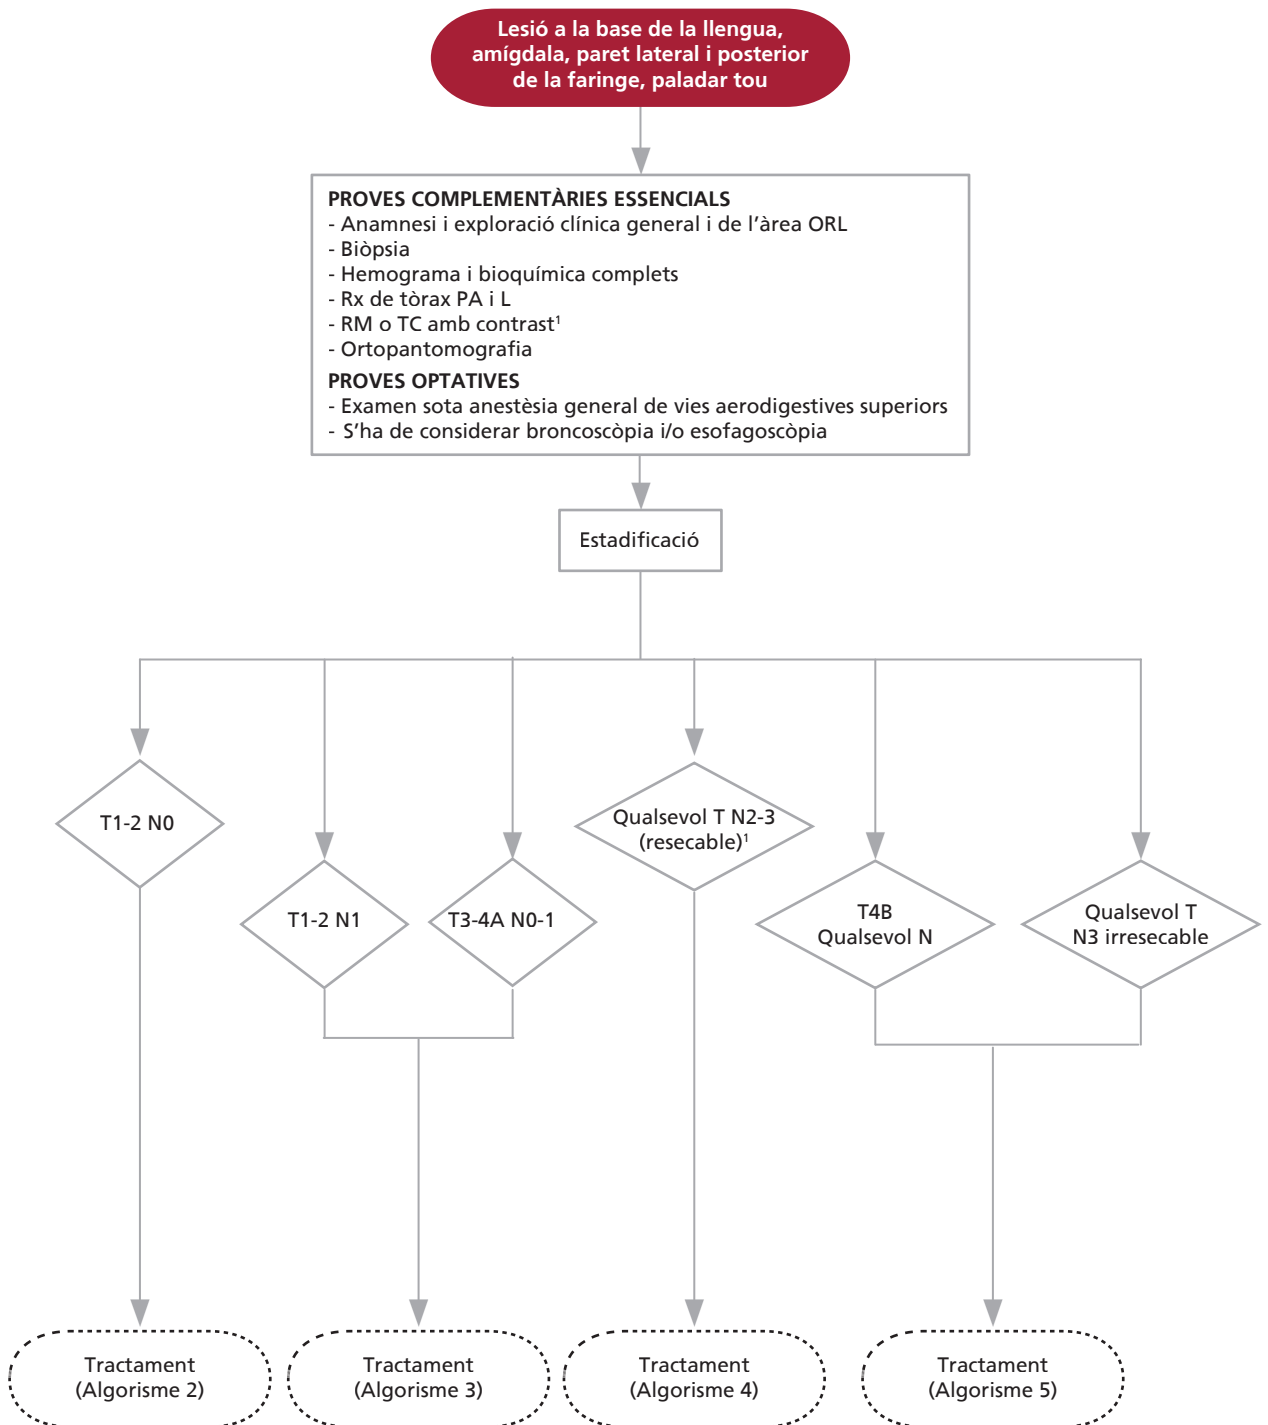 Lesió a la base de la llengua,
amígdala, paret lateral i posterior
de la faringe, paladar tou
PROVES COMPLEMENTÀRIES ESSENCIALS
- Anamnesi i exploració clínica general i de l'àrea ORL
- Biòpsia
- Hemograma i bioquímica complets
- Rx de tòrax PA i L
- RM o TC amb contrast¹
- Ortopantomografia
PROVES OPTATIVES
- Examen sota anestèsia general de vies aerodigestives superiors
- S'ha de considerar broncoscòpia i/o esofagoscòpia
Estadificació
T1-2 N0
T1-2 N1
T3-4A N0-1
Qualsevol T N2-3
(resecable)¹
T4B
Qualsevol N
Qualsevol T
N3 irresecable
Tractament
(Algorisme 2)
Tractament
(Algorisme 3)
Tractament
(Algorisme 4)
Tractament
(Algorisme 5)